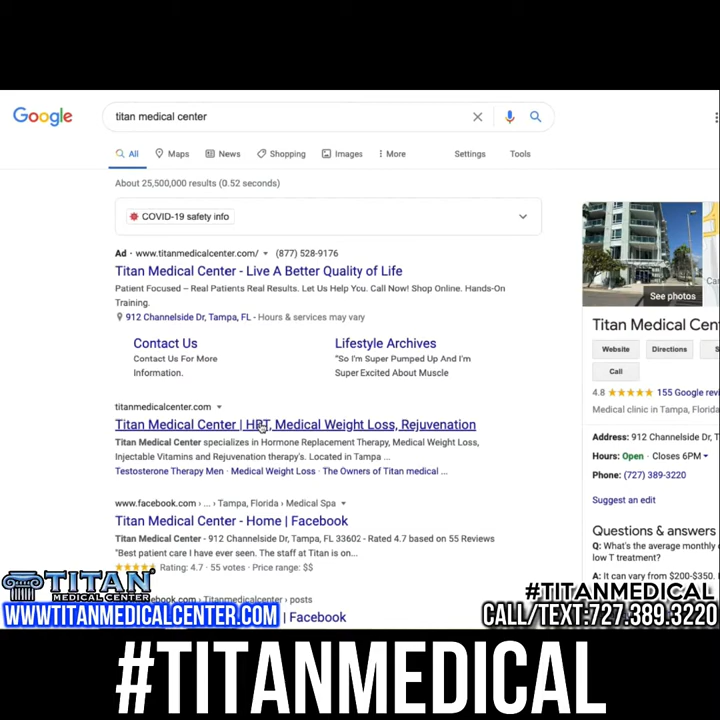 Google
titan medical center
All
Maps
News
Shopping
Images
More
Settings
Tools
About 25,500,000 results (0.52 seconds)
COVID-19 safety info
Ad · www.titanmedicalcenter.com/ (877) 528-9176
Titan Medical Center - Live A Better Quality of Life
Patient Focused – Real Patients Real Results. Let Us Help You. Call Now! Shop Online. Hands-On
Training.
912 Channelside Dr, Tampa, FL - Hours & services may vary
Contact Us
Contact Us For More
Information.
Lifestyle Archives
"So I'm Super Pumped Up And I'm
Super Excited About Muscle
titanmedicalcenter.com
Titan Medical Center | HRT, Medical Weight Loss, Rejuvenation
Titan Medical Center specializes in Hormone Replacement Therapy, Medical Weight Loss,
Injectable Vitamins and Rejuvenation therapy's. Located in Tampa ...
Testosterone Therapy Men · Medical Weight Loss · The Owners of Titan medical ...
www.facebook.com › ... › Tampa, Florida › Medical Spa
Titan Medical Center - Home | Facebook
Titan Medical Center - 912 Channelside Dr, Tampa, FL 33602 - Rated 4.7 based on 55 Reviews
"Best patient care I have ever seen. The staff at Titan is on...
Rating: 4.7 · 55 votes · Price range: $$
ebook.com › Titanmedicalcenter › posts
| Facebook
See photos
Titan Medical Cen
Website
Directions
S
Call
4.8 155 Google revi
Medical clinic in Tampa, Florida
Address: 912 Channelside Dr, T
Hours: Open · Closes 6PM
Phone: (727) 389-3220
Suggest an edit
Questions & answers
Q: What's the average monthly c
low T treatment?
A: It can vary from $200-$350. I
TITAN
MEDICAL CENTER
WWW.TITANMEDICALCENTER.COM
#TITANMEDICAL
CALL/TEXT:727.389.3220
#TITANMEDICAL